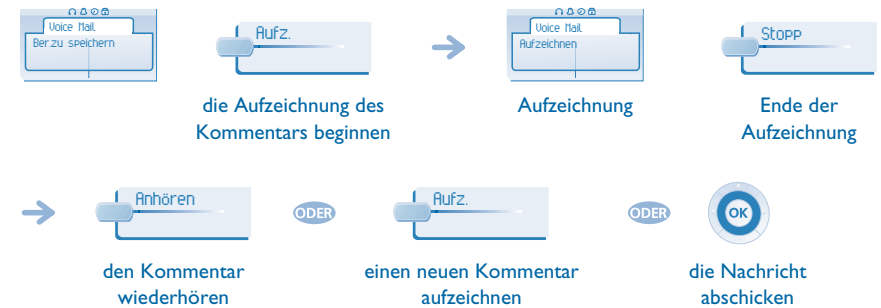 Voice Mail
Ber.zu speichern
Aufz.
Voice Mail
Aufzeichnen
Stopp
die Aufzeichnung des
Kommentars beginnen
Aufzeichnung
Ende der
Aufzeichnung
Anhören
ODER
Aufz.
ODER
OK
den Kommentar
wiederhören
einen neuen Kommentar
aufzeichnen
die Nachricht
abschicken